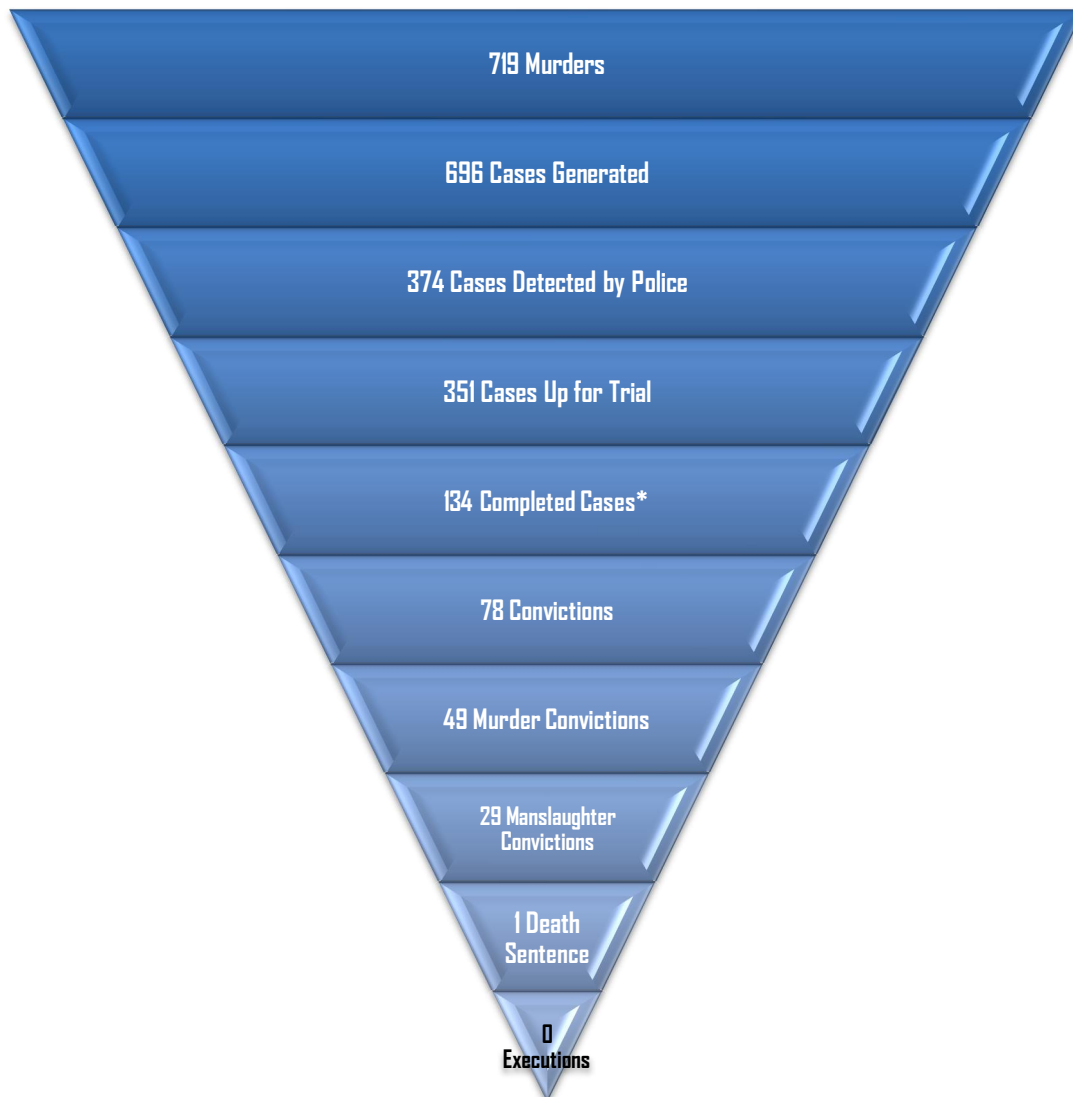 719 Murders
696 Cases Generated
374 Cases Detected by Police
351 Cases Up for Trial
134 Completed Cases*
78 Convictions
49 Murder Convictions
29 Manslaughter
Convictions
1 Death
Sentence
0
Executions